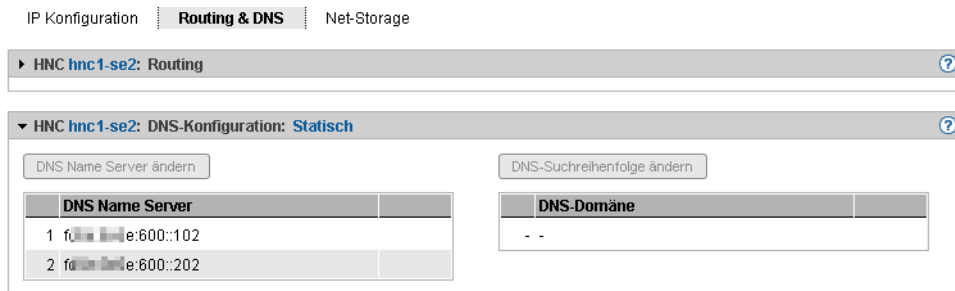 IP Konfiguration Routing & DNS Net-Storage
HNC hnc1-se2: Routing
HNC hnc1-se2: DNS-Konfiguration: Statisch
DNS Name Server ändern DNS-Suchreihenfolge ändern
DNS Name Server DNS-Domäne
1 e:600::102 - -
2 e:600::202